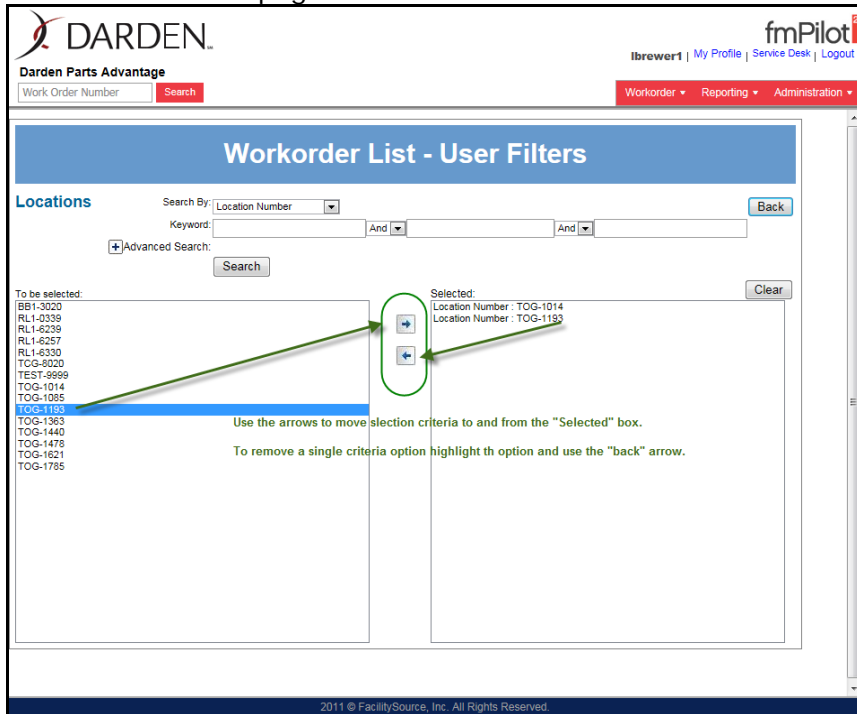 pag
DARDEN
SM
fmPilot
2
lbrewer1 | My Profile | Service Desk | Logout
Darden Parts Advantage
Work Order Number Search
Workorder Reporting Administration
Workorder List - User Filters
Locations Search By: Location Number Back
Keyword: And And
+ Advanced Search:
Search
Clear
To be selected: Selected:
BB1-3020 Location Number : TOG-1014
RL1-0339 Location Number : TOG-1193
RL1-6239
RL1-6257
RL1-6330
TCG-8020
TEST-9999
TOG-1014
TOG-1085
TOG-1193
TOG-1363
TOG-1440
TOG-1478
TOG-1621
TOG-1785
Use the arrows to move slection criteria to and from the "Selected" box.
To remove a single criteria option highlight th option and use the "back" arrow.
2011 © FacilitySource, Inc. All Rights Reserved.